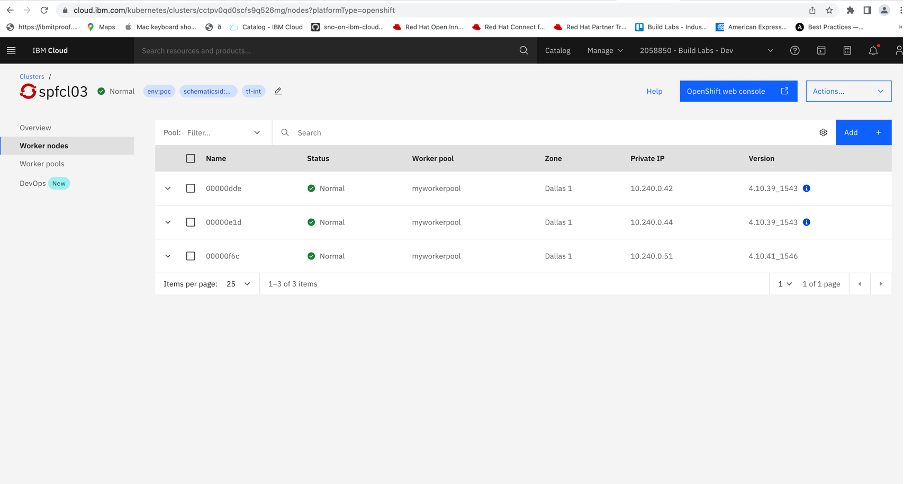 cloud.ibm.com/kubernetes/clusters/cctpv0qd0scfs9q526mg/nodes?platformType=openshift
https://ibmitproof.... Maps Mac keyboard sho... Catalog - IBM Cloud sno-on-ibm-cloud... Red Hat Open Inn... Red Hat Connect f... Red Hat Partner Tr... Build Labs - Indus... American Express... Best Practices —... »
IBM Cloud Search resources and products... Catalog Manage 2058850 - Build Labs - Dev
Clusters /
spfcl03 Normal env:poc schematicsid:... tf-int Help OpenShift web console Actions...
Overview
Worker nodes
Worker pools
DevOps New
Pool: Filter... Search Add +
Name Status Worker pool Zone Private IP Version
00000dde Normal myworkerpool Dallas 1 10.240.0.42 4.10.39_1543
00000e1d Normal myworkerpool Dallas 1 10.240.0.44 4.10.39_1543
00000f6c Normal myworkerpool Dallas 1 10.240.0.51 4.10.41_1546
Items per page: 25 1–3 of 3 items 1 1 of 1 page